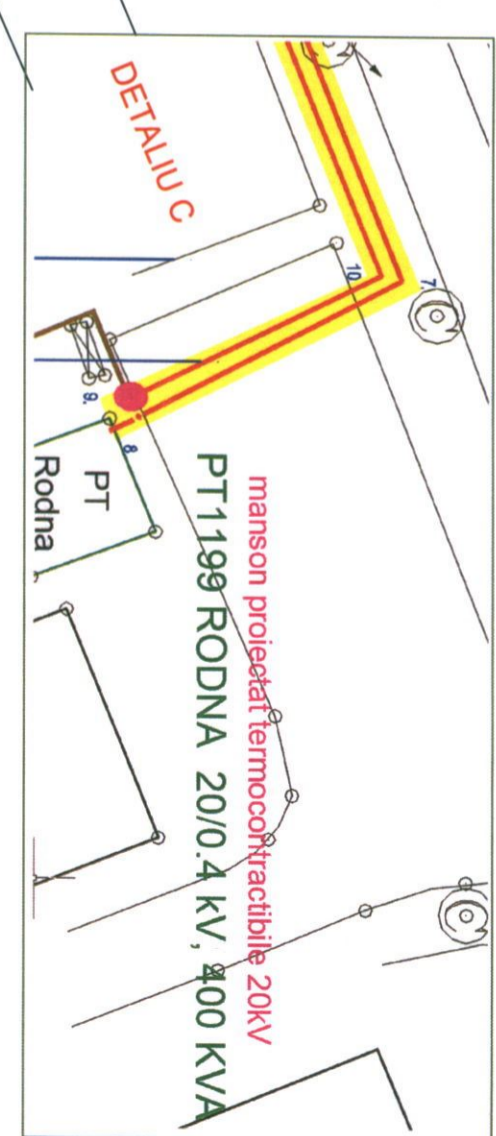 DETALIU C
7.
10.
9.
8
PT
Rodna
manson proiectat termocontractibile 20kV
PT1199 RODNA 20/0.4 kV, 400 KVA